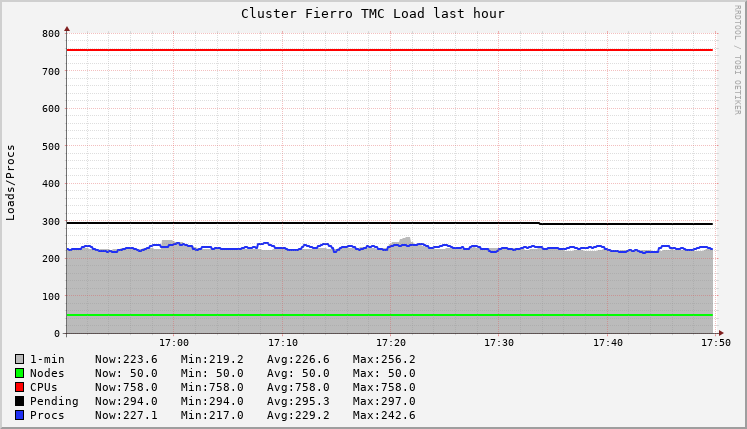 Cluster Fierro TMC Load last hour
RRDTOOL / TOBI OETIKER
Loads/Procs
800
700
600
500
400
300
200
100
0
17:00 17:10 17:20 17:30 17:40 17:50
1-min Now:223.6 Min:219.2 Avg:226.6 Max:256.2
Nodes Now: 50.0 Min: 50.0 Avg: 50.0 Max: 50.0
CPUs Now:758.0 Min:758.0 Avg:758.0 Max:758.0
Pending Now:294.0 Min:294.0 Avg:295.3 Max:297.0
Procs Now:227.1 Min:217.0 Avg:229.2 Max:242.6